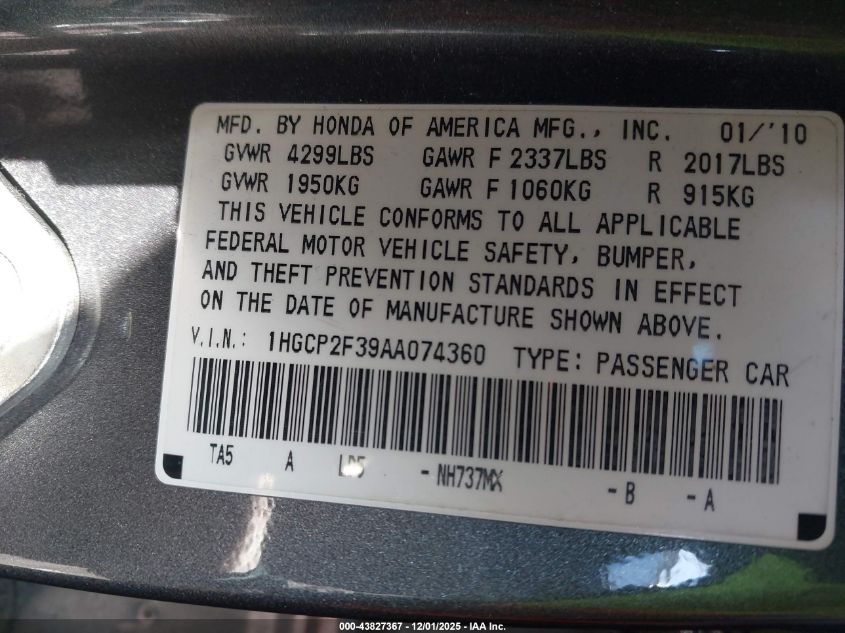 MFD. BY HONDA OF AMERICA MFG., INC. 01/'10
GVWR 4299LBS GAWR F 2337LBS R 2017LBS
GVWR 1950KG GAWR F 1060KG R 915KG
THIS VEHICLE CONFORMS TO ALL APPLICABLE
FEDERAL MOTOR VEHICLE SAFETY, BUMPER,
AND THEFT PREVENTION STANDARDS IN EFFECT
ON THE DATE OF MANUFACTURE SHOWN ABOVE.
V.I.N.: 1HGCP2F39AA074360 TYPE: PASSENGER CAR
TA5 A -NH737MX -B -A
000-43827367 - 12/01/2025 - IAA Inc.